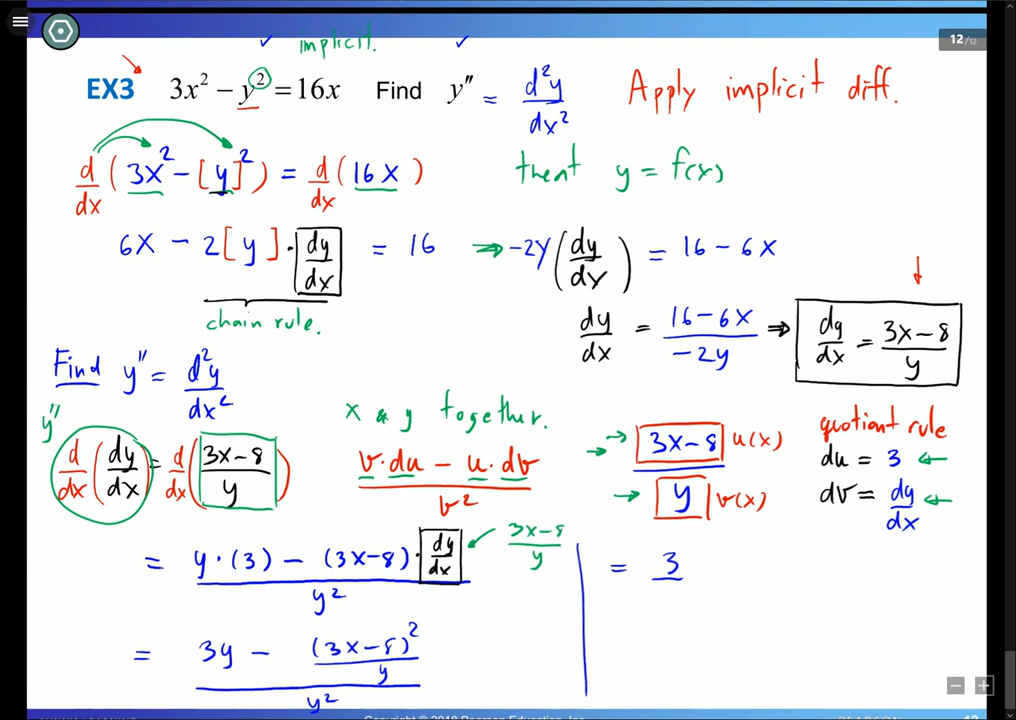 implicit.
12/12
EX3 3x² − y² = 16x Find y″ = d²y/dx² Apply implicit diff.
d/dx (3x² − [y]²) = d/dx (16x) treat y = f(x)
6x − 2[y] · dy/dx = 16 ⇒ −2y (dy/dx) = 16 − 6x
chain rule.
dy/dx = (16 − 6x)/(−2y) ⇒ dy/dx = (3x − 8)/y
Find y″ = d²y/dx²
x & y together.
y″
d/dx (dy/dx) = d/dx ((3x − 8)/y)
(v · du − u · dv)/v²
3x − 8 u(x)
y v(x)
quotiant rule
du = 3
dv = dy/dx
= (y · (3) − (3x − 8) · dy/dx)/y² (3x − 8)/y
= (3y − (3x − 8)²/y)/y²
= 3